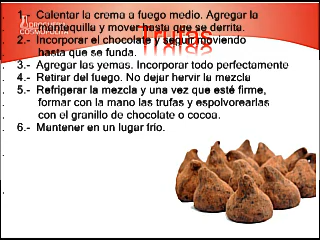 Trufas
1.- Calentar la crema a fuego medio. Agregar la
mantequilla y mover hasta que se derrita.
2.- Incorporar el chocolate y seguir moviendo
hasta que se funda.
3.- Agregar las yemas. Incorporar todo perfectamente
4.- Retirar del fuego. No dejar hervir la mezcla
5.- Refrigerar la mezcla y una vez que esté firme,
formar con la mano las trufas y espolvorearlas
con el granillo de chocolate o cocoa.
6.- Mantener en un lugar frío.